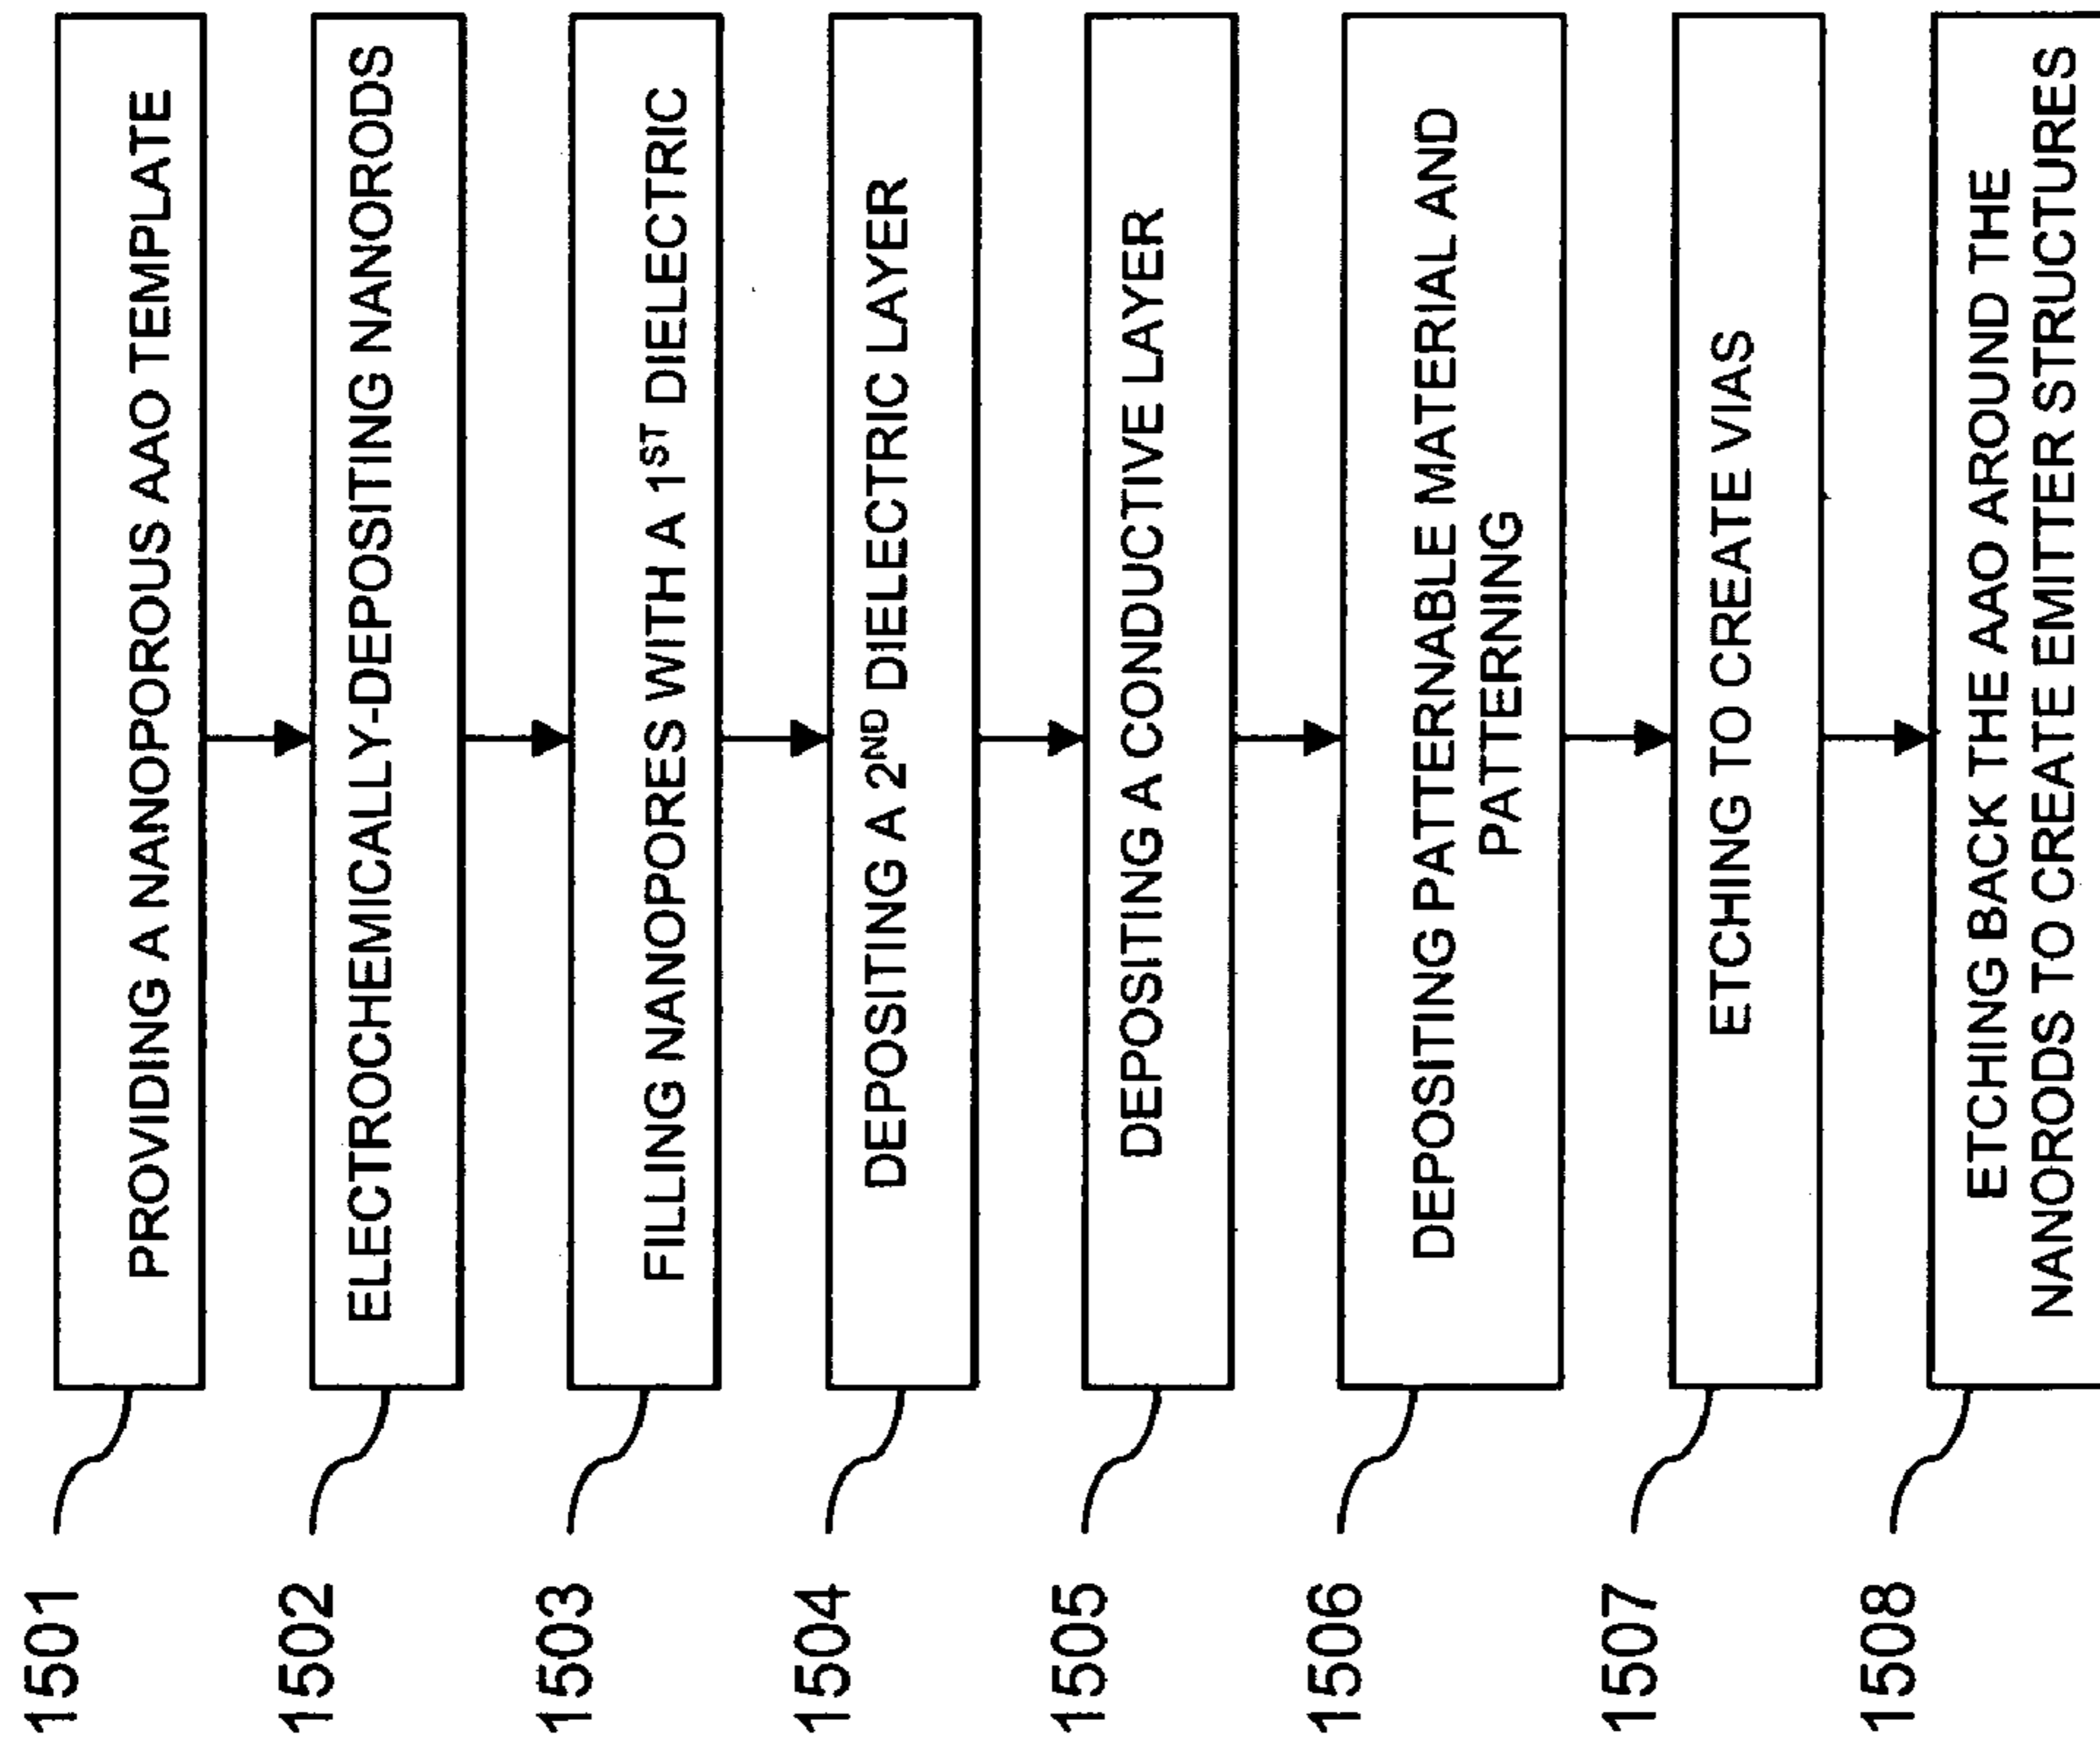 1501
PROVIDING A NANOPOROUS AAO TEMPLATE
1502
ELECTROCHEMICALLY-DEPOSITING NANORODS
1503
FILLING NANOPORES WITH A 1ST DIELECTRIC
1504
DEPOSITING A 2ND DIELECTRIC LAYER
1505
DEPOSITING A CONDUCTIVE LAYER
1506
DEPOSITING PATTERNABLE MATERIAL AND
PATTERNING
1507
ETCHING TO CREATE VIAS
1508
ETCHING BACK THE AAO AROUND THE
NANORODS TO CREATE EMITTER STRUCTURES